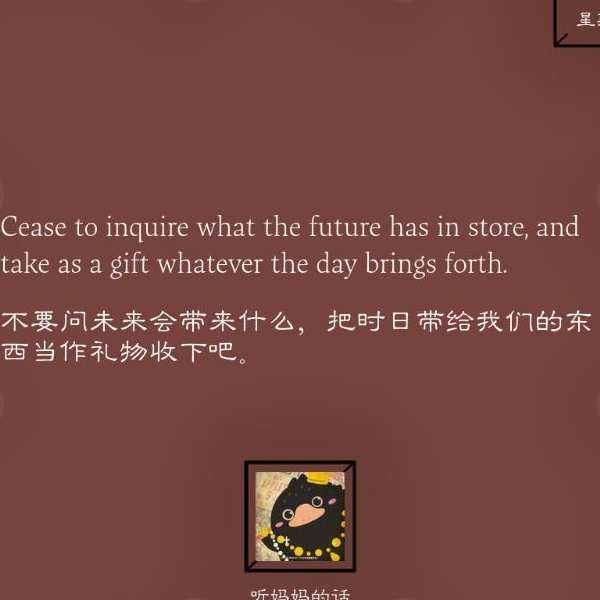 星
Cease to inquire what the future has in store, and
take as a gift whatever the day brings forth.
不要问未来会带来什么，把时日带给我们的东
西当作礼物收下吧。
听妈妈的话